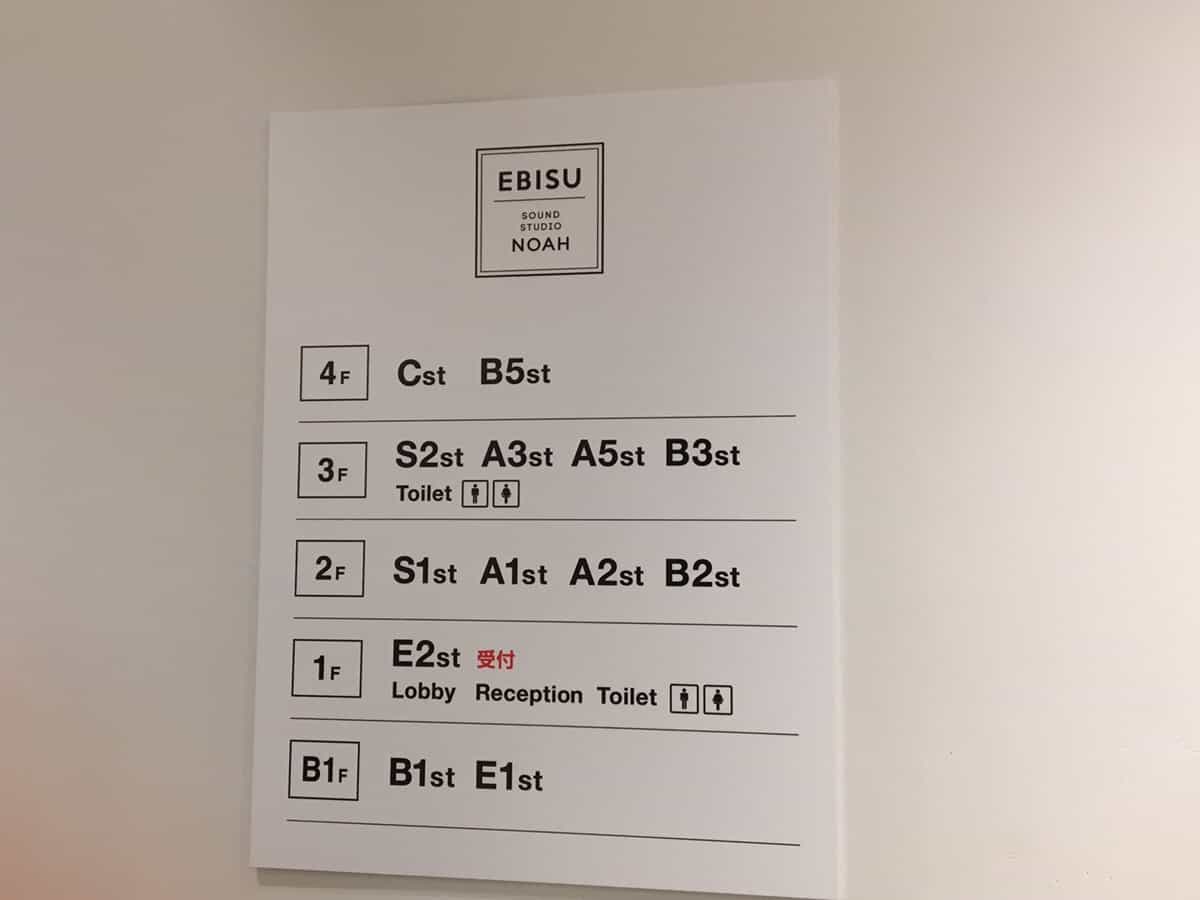 EBISU
SOUND
STUDIO
NOAH
4F Cst B5st
3F S2st A3st A5st B3st
Toilet
2F S1st A1st A2st B2st
1F E2st 受付
Lobby Reception Toilet
B1F B1st E1st